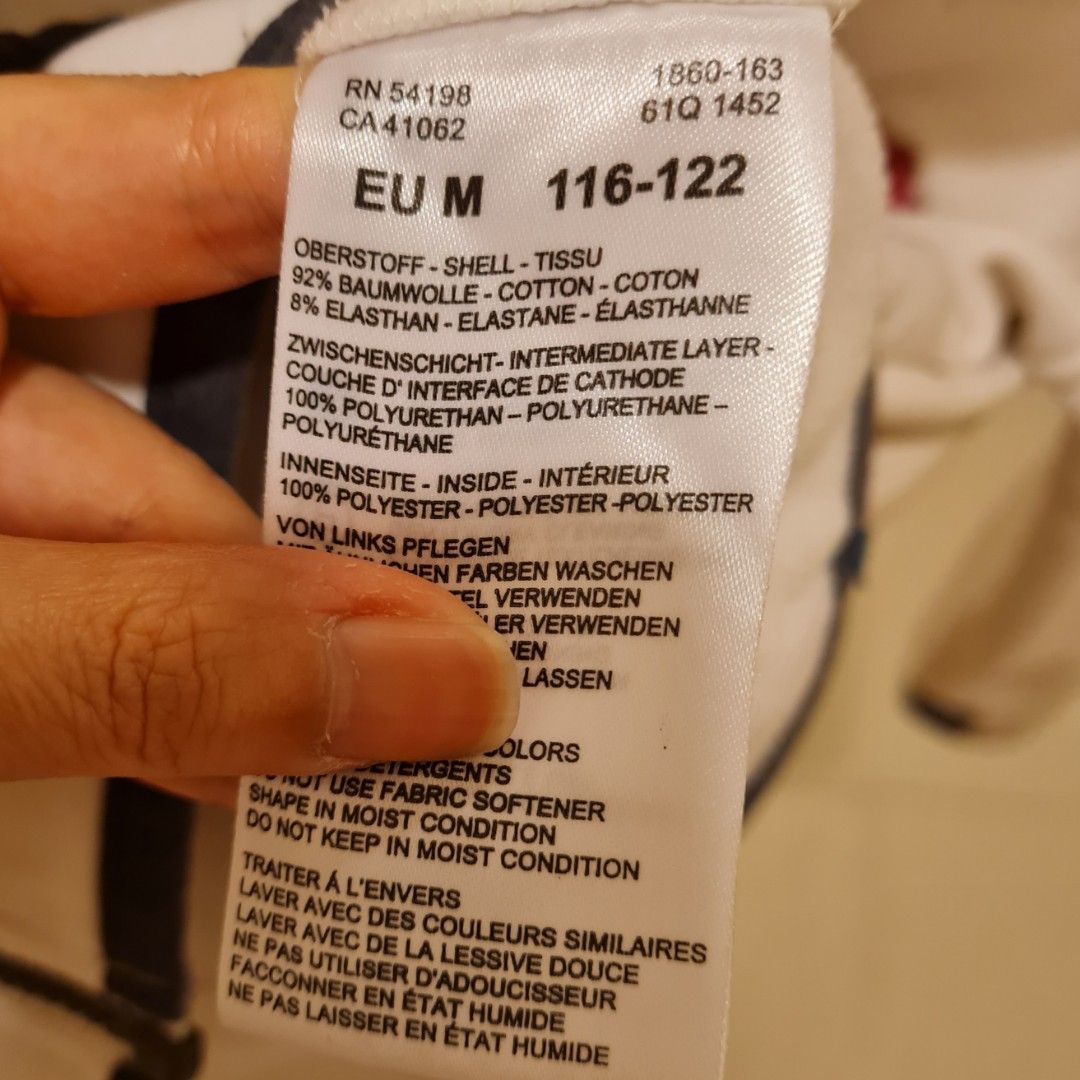 RN 54198 1860-163
CA 41062 61Q 1452
EU M 116-122
OBERSTOFF - SHELL - TISSU
92% BAUMWOLLE - COTTON - COTON
8% ELASTHAN - ELASTANE - ÉLASTHANNE
ZWISCHENSCHICHT- INTERMEDIATE LAYER -
COUCHE D' INTERFACE DE CATHODE
100% POLYURETHAN – POLYURETHANE –
POLYURÉTHANE
INNENSEITE - INSIDE - INTÉRIEUR
100% POLYESTER - POLYESTER -POLYESTER
VON LINKS PFLEGEN
FARBEN WASCHEN
VERWENDEN
VERWENDEN
LASSEN
COLORS
DETERGENTS
NOT USE FABRIC SOFTENER
SHAPE IN MOIST CONDITION
DO NOT KEEP IN MOIST CONDITION
TRAITER Á L'ENVERS
LAVER AVEC DES COULEURS SIMILAIRES
LAVER AVEC DE LA LESSIVE DOUCE
NE PAS UTILISER D'ADOUCISSEUR
FACCONNER EN ÉTAT HUMIDE
NE PAS LAISSER EN ÉTAT HUMIDE